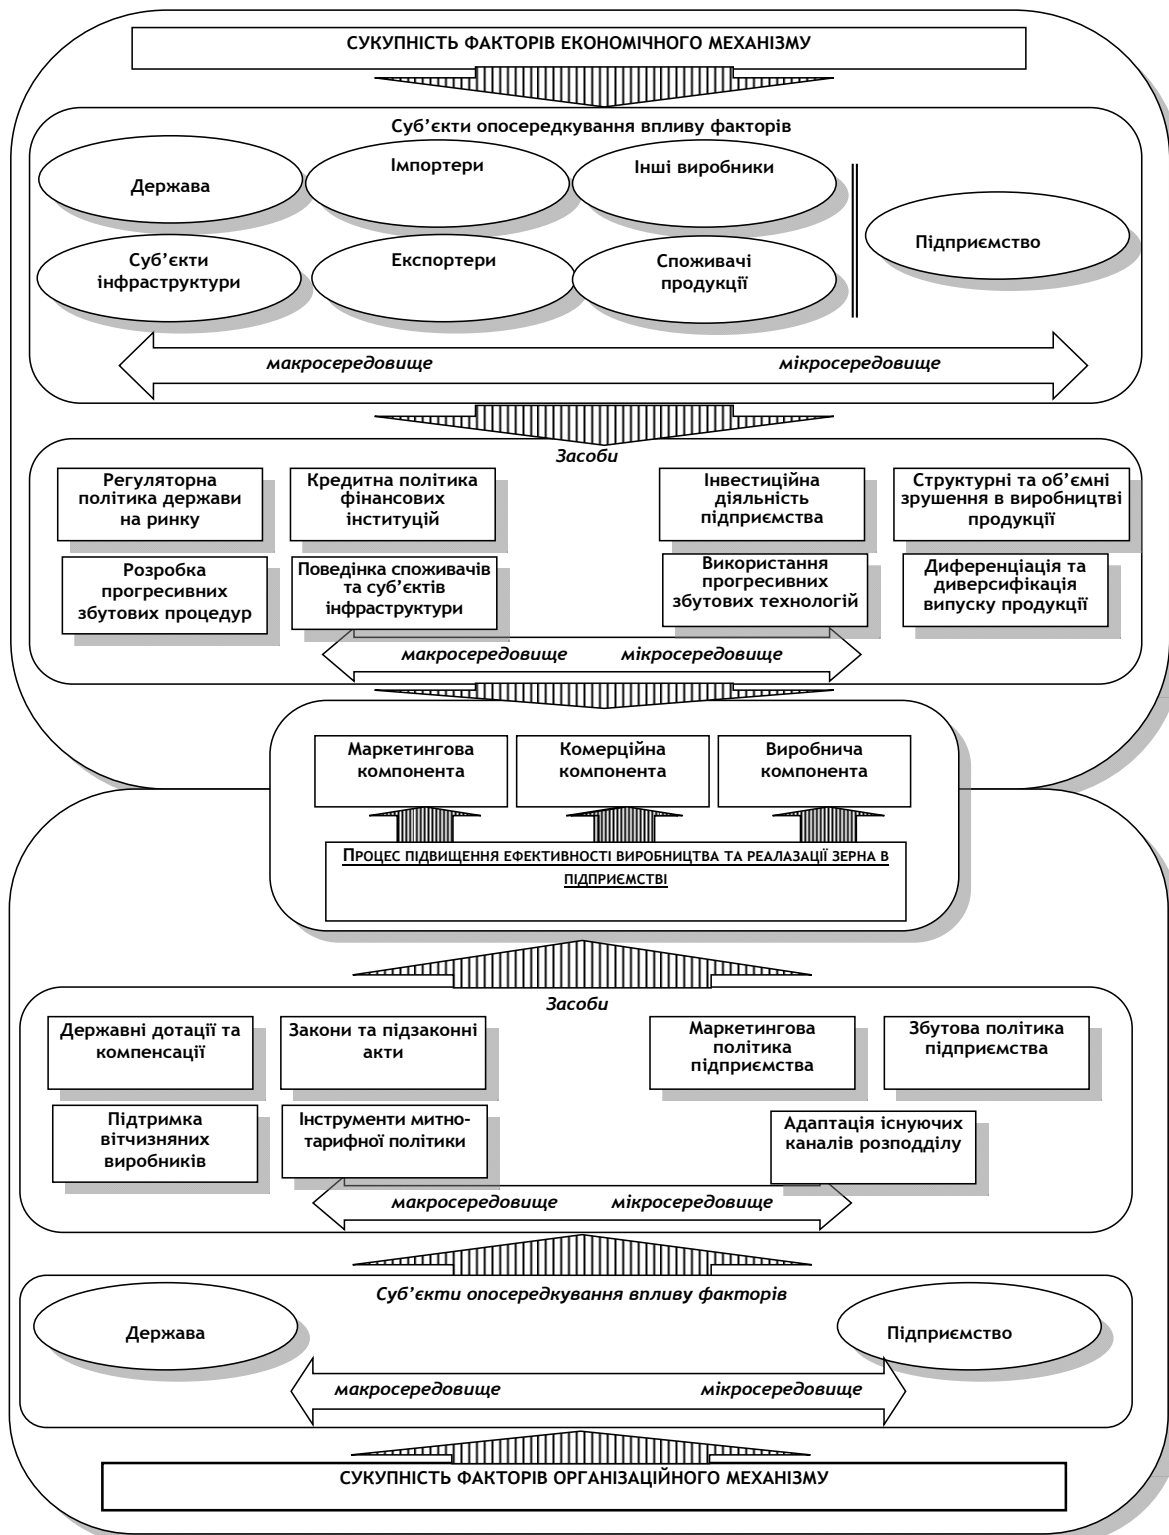 СУКУПНІСТЬ ФАКТОРІВ ЕКОНОМІЧНОГО МЕХАНІЗМУ
Суб’єкти опосередкування впливу факторів
Держава
Імпортери
Інші виробники
Підприємство
Суб’єкти
інфраструктури
Експортери
Споживачі
продукції
макросередовище
мікросередовище
Засоби
Регуляторна
політика держави
на ринку
Кредитна політика
фінансових
інституцій
Інвестиційна
діяльність
підприємства
Структурні та об’ємні
зрушення в виробництві
продукції
Розробка
прогресивних
збутових процедур
Поведінка споживачів
та суб’єктів
інфраструктури
Використання
прогресивних
збутових технологій
Диференціація та
диверсифікація
випуску продукції
макросередовище
мікросередовище
Маркетингова
компонента
Комерційна
компонента
Виробнича
компонента
ПРОЦЕС ПІДВИЩЕННЯ ЕФЕКТИВНОСТІ ВИРОБНИЦТВА ТА РЕАЛАЗАЦІЇ ЗЕРНА В
ПІДПРИЄМСТВІ
Засоби
Державні дотації та
компенсації
Закони та підзаконні
акти
Маркетингова
політика
підприємства
Збутова політика
підприємства
Підтримка
вітчизняних
виробників
Інструменти митно-
тарифної політики
Адаптація існуючих
каналів розподділу
макросередовище
мікросередовище
Суб’єкти опосередкування впливу факторів
Держава
Підприємство
макросередовище
мікросередовище
СУКУПНІСТЬ ФАКТОРІВ ОРГАНІЗАЦІЙНОГО МЕХАНІЗМУ